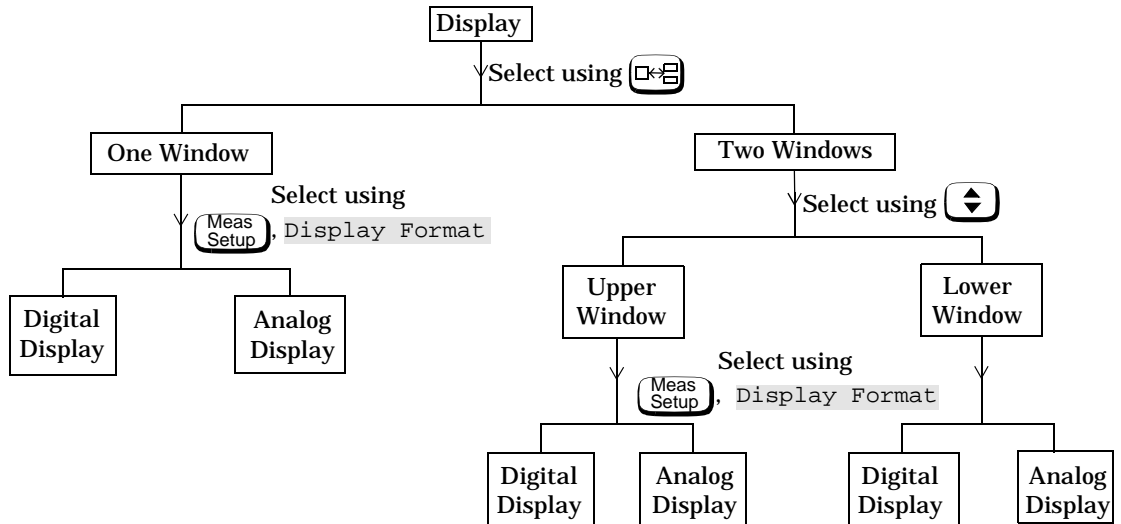 Display
Select using
One Window
Two Windows
Select using
Meas
Setup
, Display Format
Select using
Upper
Window
Lower
Window
Digital
Display
Analog
Display
Select using
Meas
Setup
, Display Format
Digital
Display
Analog
Display
Digital
Display
Analog
Display